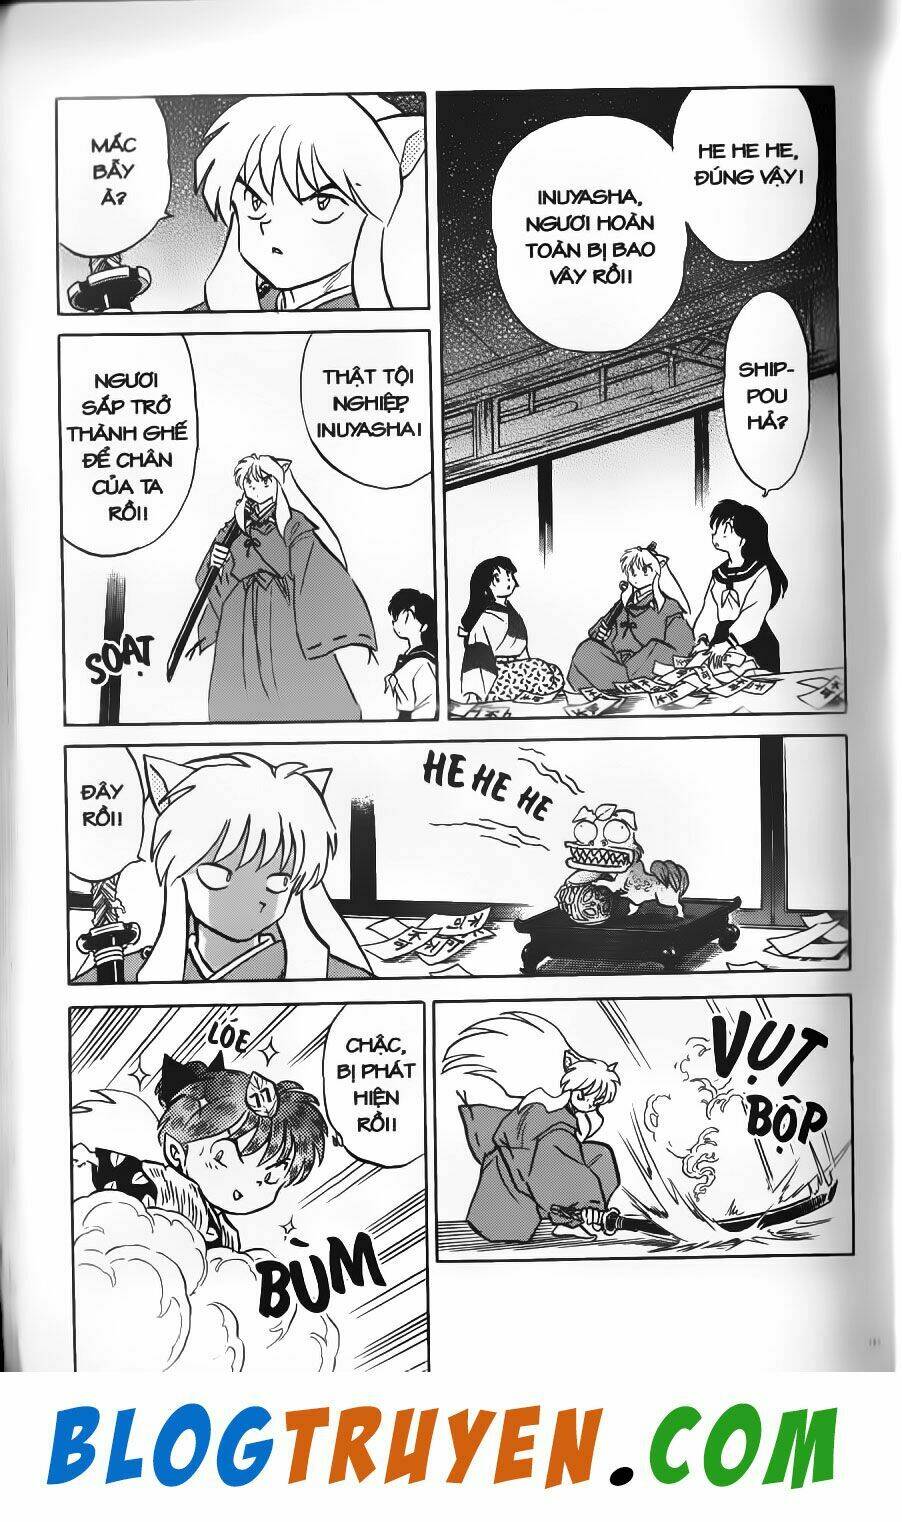 HE HE HE,
ĐÚNG VẬY!
INUYASHA,
NGƯƠI HOÀN
TOÀN BỊ BAO
VÂY RỒI!
SHIP-
POU
HẢ?
MẮC
BẪY
À?
THẬT TỘI
NGHIỆP,
INUYASHA!
NGƯƠI
SẮP TRỞ
THÀNH GHẾ
ĐỂ CHÂN
CỦA TA
RỒI!
SOẠT
ĐÂY
RỒI!
HE HE HE
VỤT
BỘP
CHẬC,
BỊ PHÁT
HIỆN
RỒI!
LÓE
BÙM
BLOGTRUYEN.COM